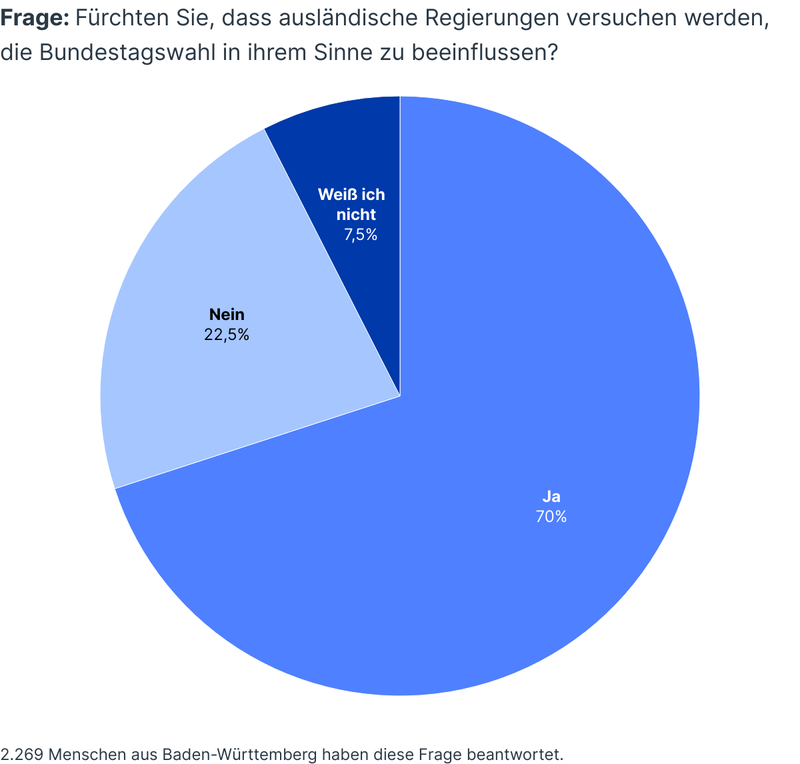 Frage: Fürchten Sie, dass ausländische Regierungen versuchen werden,
die Bundestagswahl in ihrem Sinne zu beeinflussen?
Weiß ich
nicht
7,5%
Nein
22,5%
Ja
70%
2.269 Menschen aus Baden-Württemberg haben diese Frage beantwortet.